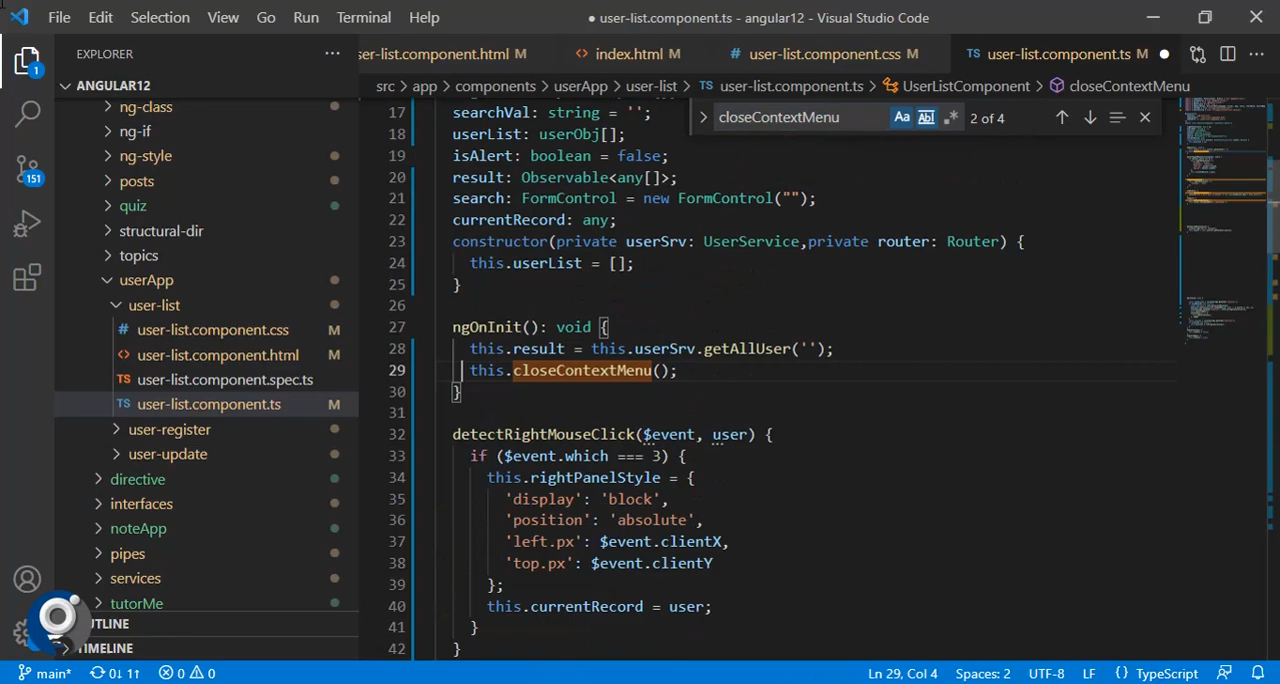 File Edit Selection View Go Run Terminal Help
● user-list.component.ts - angular12 - Visual Studio Code
EXPLORER
user-list.component.html M
index.html M
# user-list.component.css M
TS user-list.component.ts M
1
ANGULAR12
src > app > components > userApp > user-list > TS user-list.component.ts > UserListComponent > closeContextMenu
closeContextMenu Aa 2 of 4
ng-class
ng-if
ng-style
posts
quiz
structural-dir
topics
userApp
user-list
# user-list.component.css M
user-list.component.html M
TS user-list.component.spec.ts
TS user-list.component.ts M
user-register
user-update
directive
interfaces
noteApp
pipes
services
tutorMe
UTLINE
TIMELINE
151
17 searchVal: string = '';
18 userList: userObj[];
19 isAlert: boolean = false;
20 result: Observable<any[]>;
21 search: FormControl = new FormControl("");
22 currentRecord: any;
23 constructor(private userSrv: UserService,private router: Router) {
24 this.userList = [];
25 }
26
27 ngOnInit(): void {
28 this.result = this.userSrv.getAllUser('');
29 this.closeContextMenu();
30 }
31
32 detectRightMouseClick($event, user) {
33 if ($event.which === 3) {
34 this.rightPanelStyle = {
35 'display': 'block',
36 'position': 'absolute',
37 'left.px': $event.clientX,
38 'top.px': $event.clientY
39 };
40 this.currentRecord = user;
41 }
42 }
main* 0↓ 1↑ 0 0
Ln 29, Col 4 Spaces: 2 UTF-8 LF {} TypeScript